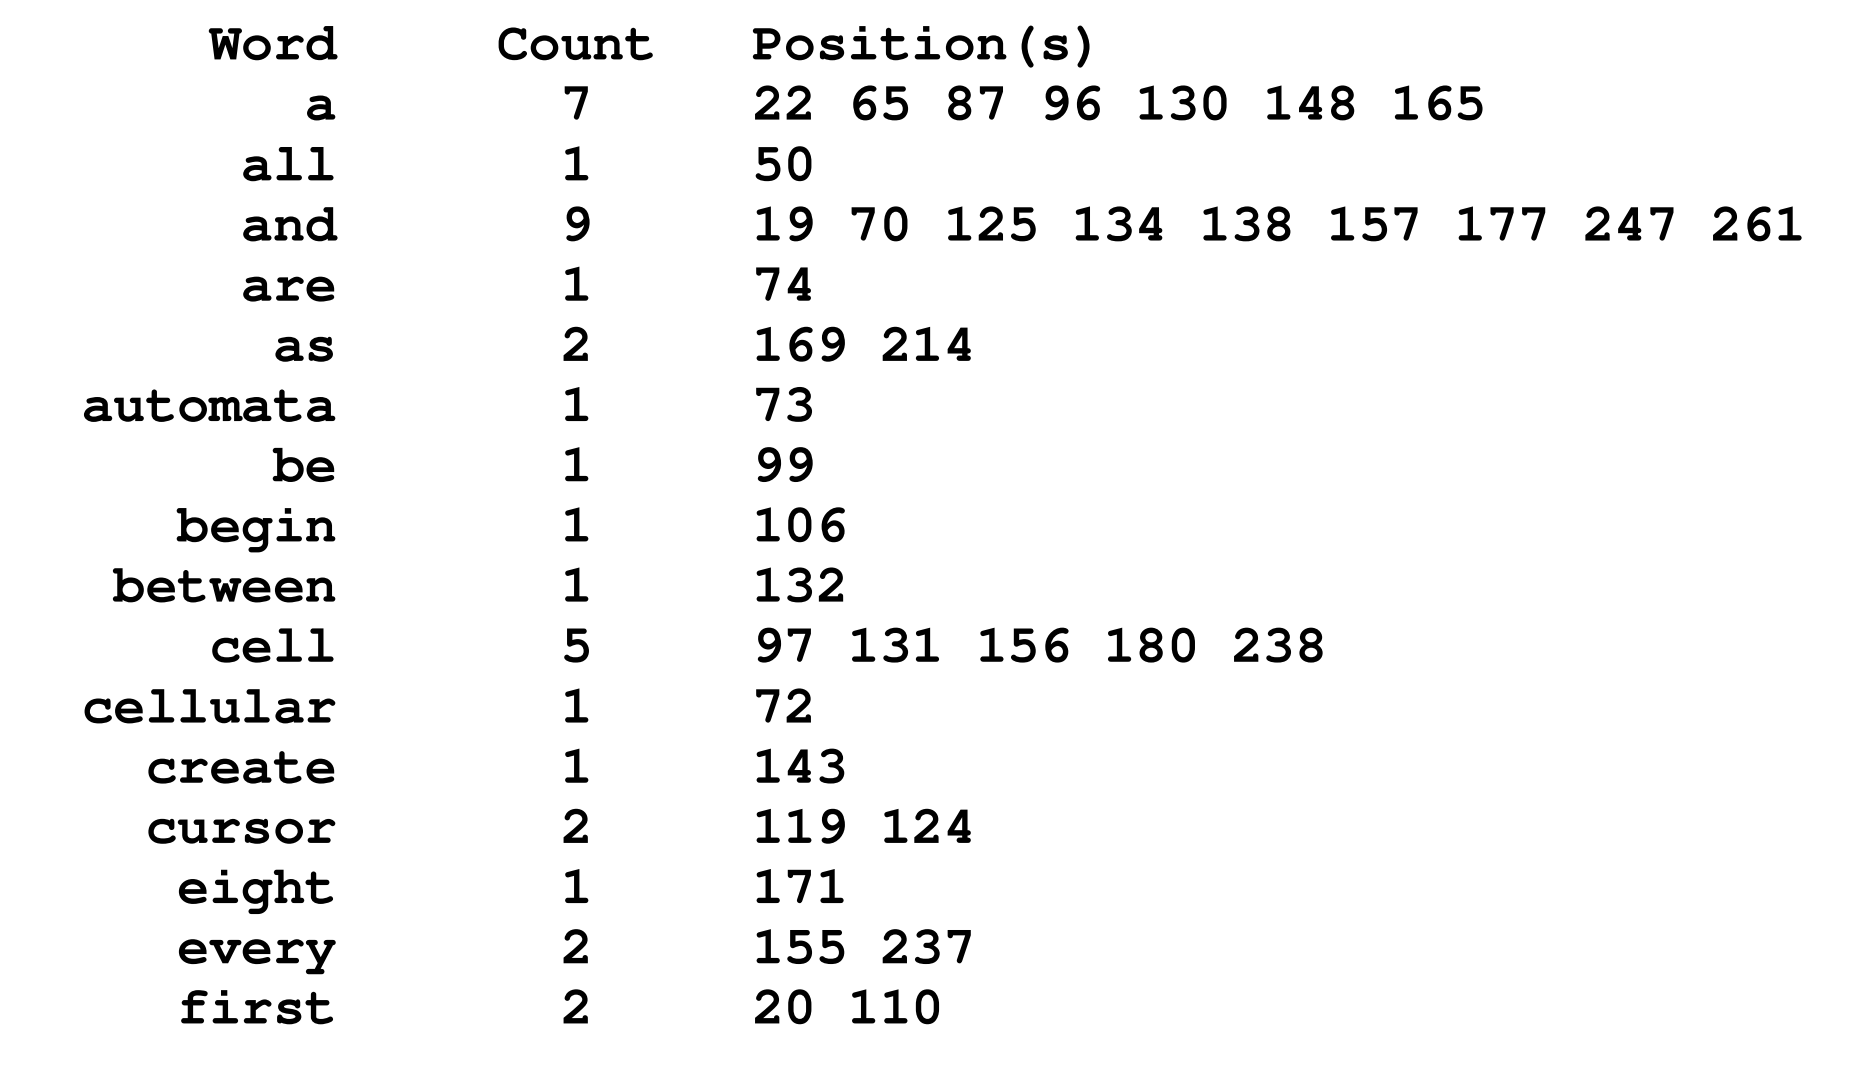 Word Count Position(s)
a 7 22 65 87 96 130 148 165
all 1 50
and 9 19 70 125 134 138 157 177 247 261
are 1 74
as 2 169 214
automata 1 73
be 1 99
begin 1 106
between 1 132
cell 5 97 131 156 180 238
cellular 1 72
create 1 143
cursor 2 119 124
eight 1 171
every 2 155 237
first 2 20 110